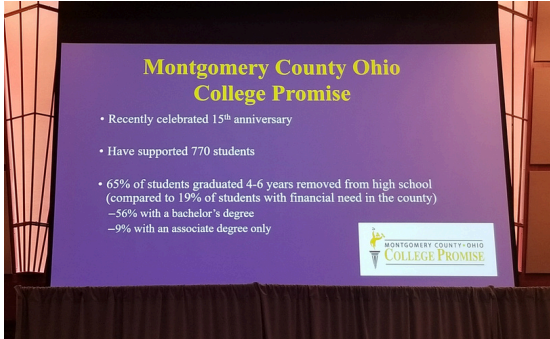 Montgomery County Ohio
College Promise
• Recently celebrated 15th anniversary
• Have supported 770 students
• 65% of students graduated 4-6 years removed from high school
(compared to 19% of students with financial need in the county)
–56% with a bachelor's degree
–9% with an associate degree only
MONTGOMERY COUNTY-OHIO
COLLEGE PROMISE